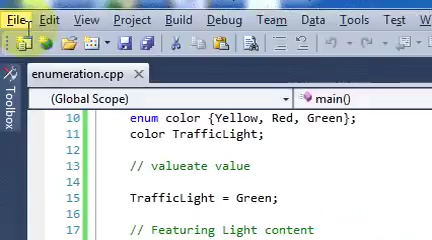 File Edit View Project Build Debug Team Data Tools Test W
enumeration.cpp
(Global Scope) main()
Toolbox
10 enum color {Yellow, Red, Green};
11 color TrafficLight;
12
13 // valueate value
14
15 TrafficLight = Green;
16
17 // Featuring Light content